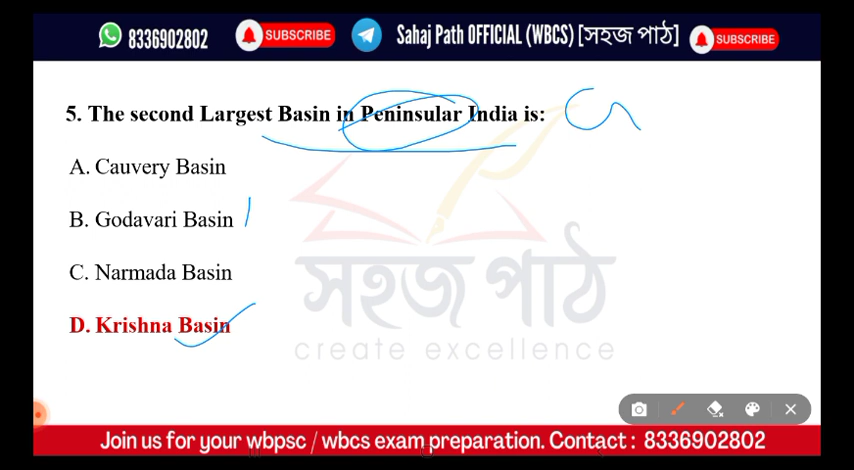 8336902802 SUBSCRIBE Sahaj Path OFFICIAL (WBCS) [সহজ পাঠ] SUBSCRIBE
5. The second Largest Basin in Peninsular India is:
A. Cauvery Basin
B. Godavari Basin
C. Narmada Basin
D. Krishna Basin
সহজ পাঠ
create excellence
Join us for your wbpsc / wbcs exam preparation. Contact : 8336902802